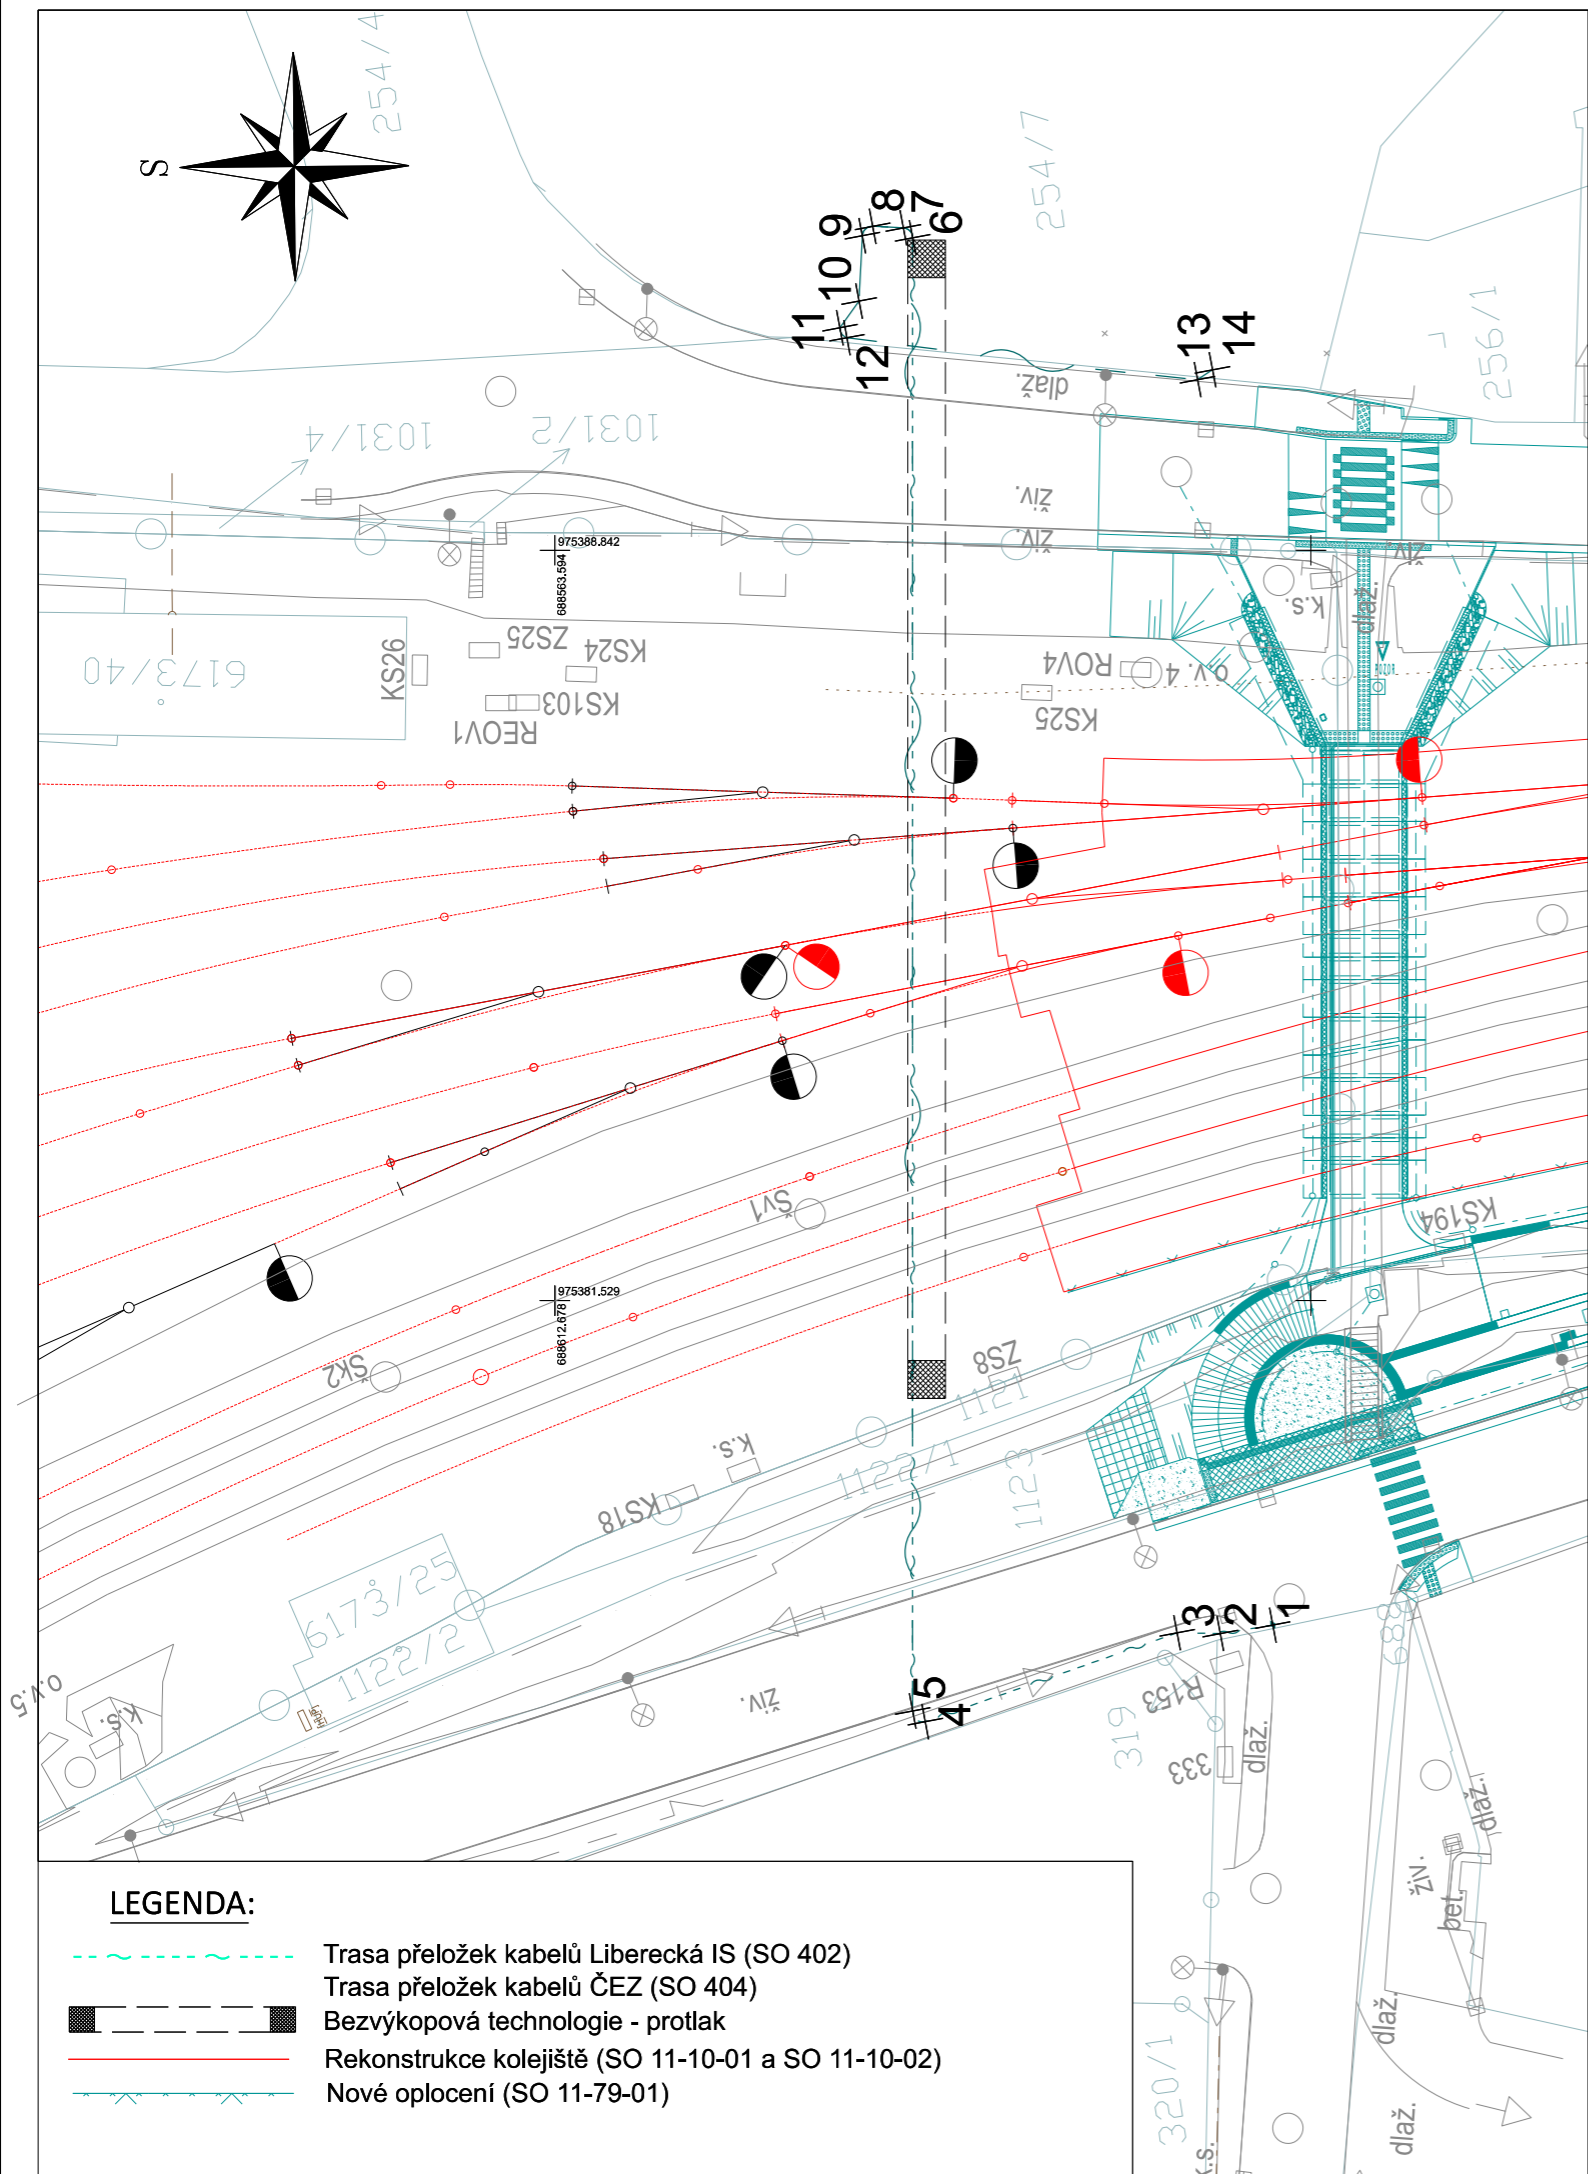 254/4
S
254/7
9
8
7
6
10
11
12
13
14
256/1
dlaž.
1031/4
1031/2
živ.
živ.
živ.
975388.842
688563.594
k.s.
dlaž.
6173/40
KS26
ZS25
KS24
KS103
REOV1
ROV4
o.v. 4
KS25
POZOR
Šv1
KS194
975381.529
688612.678
Šk2
ZS8
1121
k.s.
1122/1
1123
KS18
6173/25
1122/2
3
2
1
688
o.v.5
k.s.
živ.
5
4
R153
319
333
dlaž.
dlaž.
živ.
bet.
dlaž.
320/1
dlaž.
k.s.
LEGENDA:
Trasa přeložek kabelů Liberecká IS (SO 402)
Trasa přeložek kabelů ČEZ (SO 404)
Bezvýkopová technologie - protlak
Rekonstrukce kolejiště (SO 11-10-01 a SO 11-10-02)
Nové oplocení (SO 11-79-01)